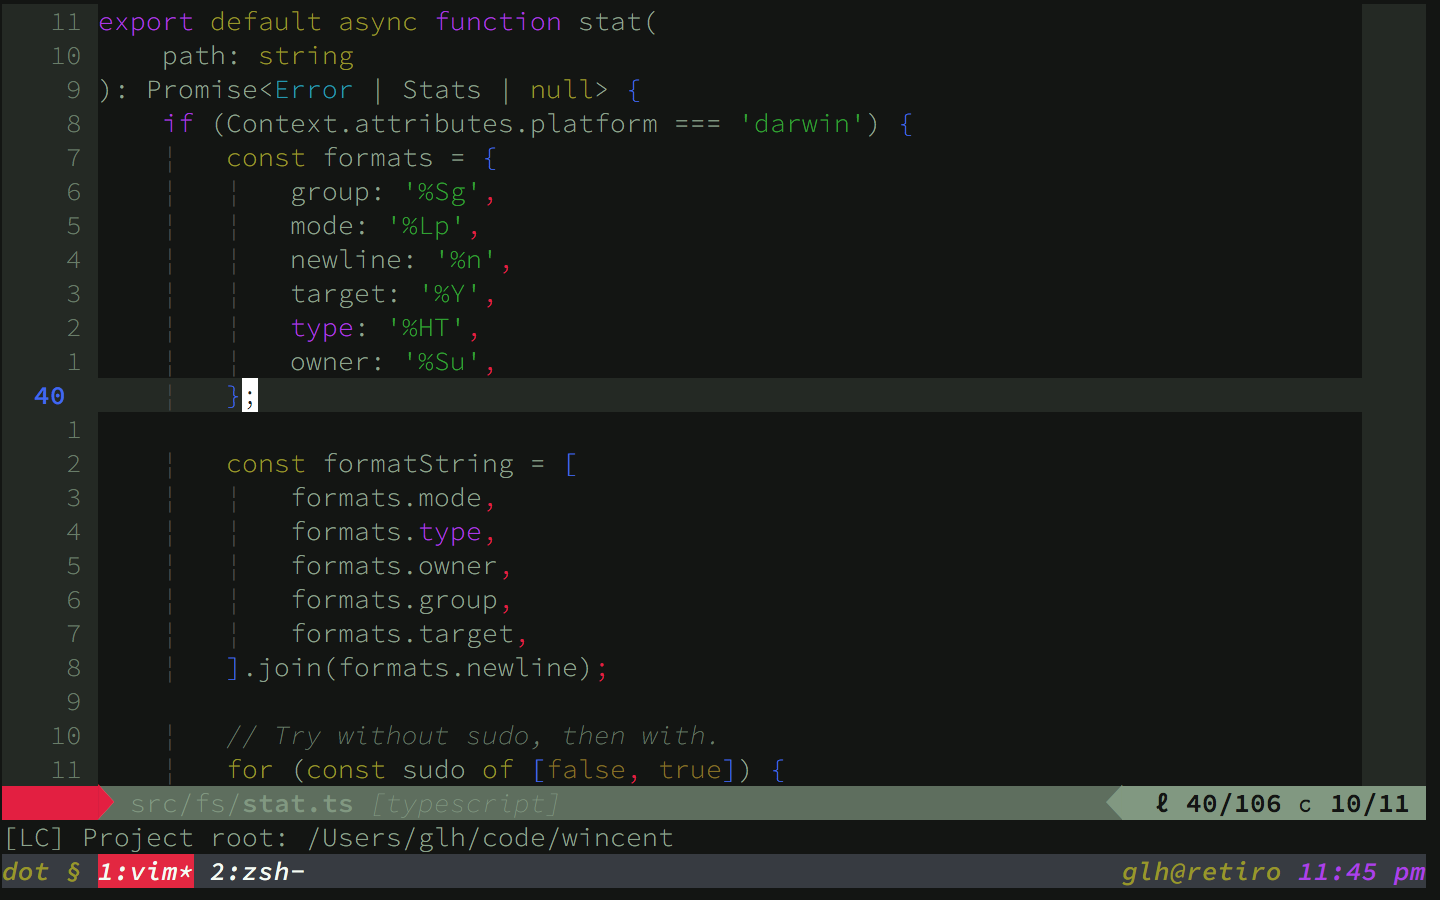 11 export default async function stat(
10     path: string
9 ): Promise<Error | Stats | null> {
8     if (Context.attributes.platform === 'darwin') {
7     ¦   const formats = {
6     ¦   ¦   group: '%Sg',
5     ¦   ¦   mode: '%Lp',
4     ¦   ¦   newline: '%n',
3     ¦   ¦   target: '%Y',
2     ¦   ¦   type: '%HT',
1     ¦   ¦   owner: '%Su',
40     ¦   };
1
2     ¦   const formatString = [
3     ¦   ¦   formats.mode,
4     ¦   ¦   formats.type,
5     ¦   ¦   formats.owner,
6     ¦   ¦   formats.group,
7     ¦   ¦   formats.target,
8     ¦   ].join(formats.newline);
9
10     ¦   // Try without sudo, then with.
11     ¦   for (const sudo of [false, true]) {
src/fs/stat.ts [typescript] ℓ 40/106 c 10/11
[LC] Project root: /Users/glh/code/wincent
dot § 1:vim* 2:zsh- glh@retiro 11:45 pm